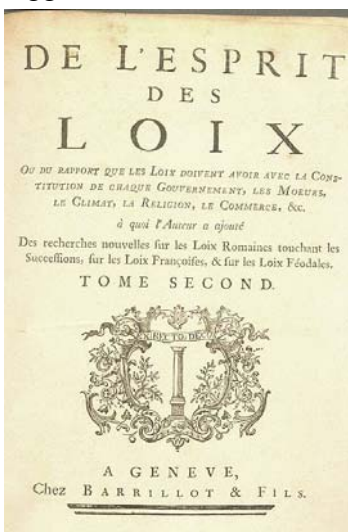 DE L'ESPRIT
DES
LOIX
OU DU RAPPORT QUE LES LOIX DOIVENT AVOIR AVEC LA CONS-
TITUTION DE CHAQUE GOUVERNEMENT, LES MOEURS,
LE CLIMAT, LA RELIGION, LE COMMERCE, &c.
à quoi l'Auteur a ajouté
Des recherches nouvelles sur les Loix Romaines touchant les
Successions, sur les Loix Françoises, & sur les Loix Féodales.
TOME SECOND.
A GENEVE,
Chez BARRILLOT & FILS.